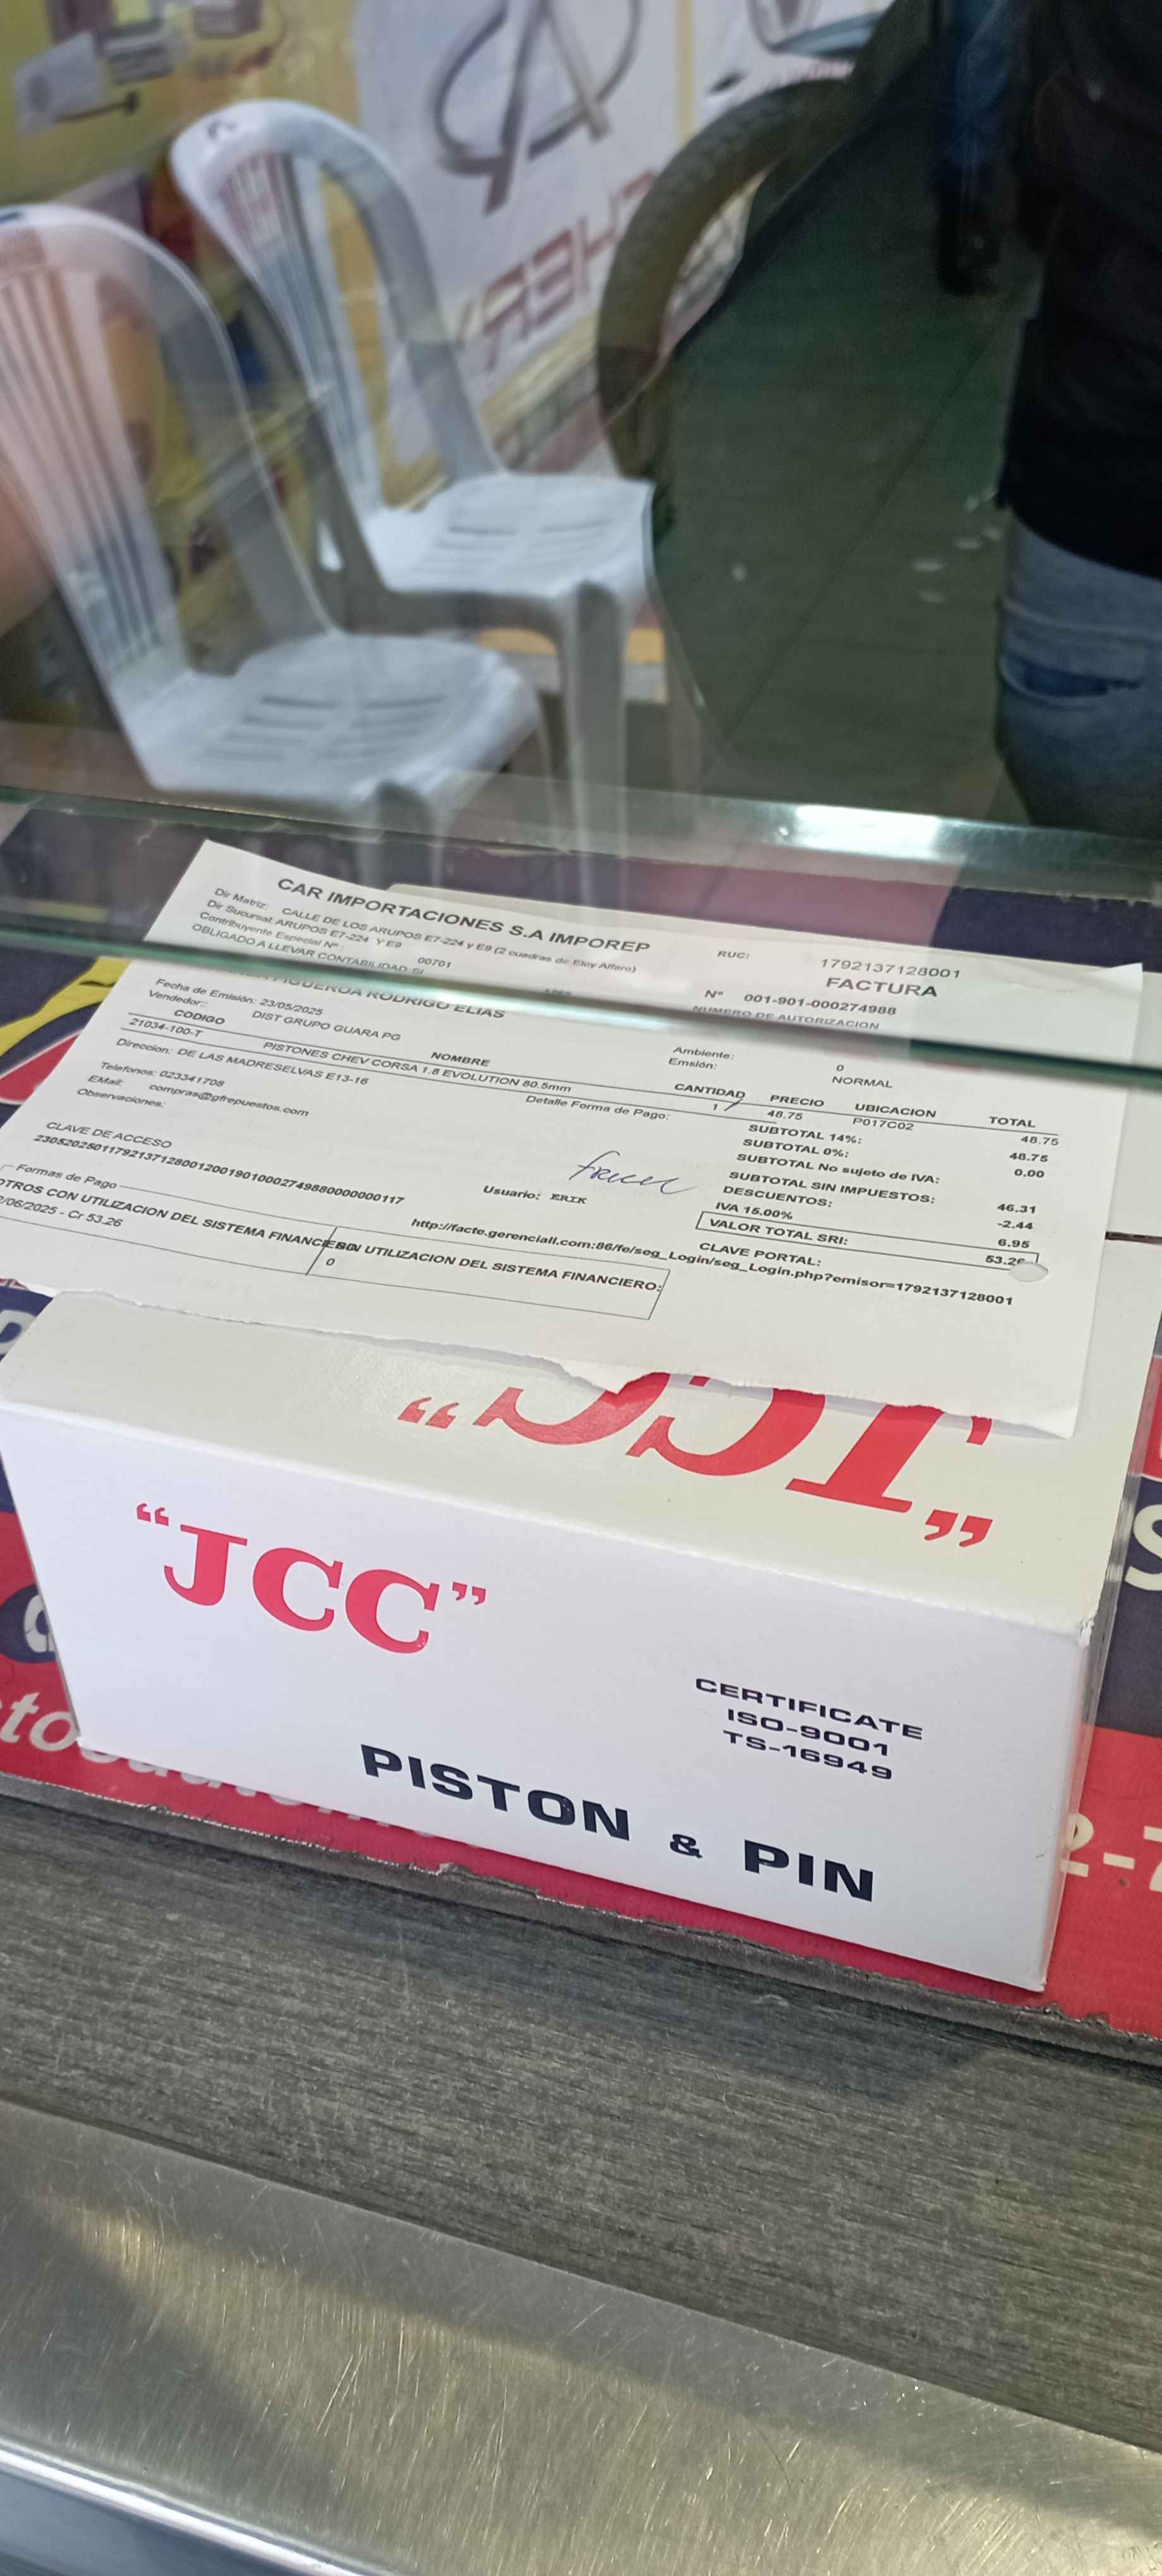 CAR IMPORTACIONES S.A IMPOREP
Dir Matriz: CALLE DE LOS ARUPOS E7-224 y E9 (2 cuadras de Eloy Alfaro)
Dir Sucursal: ARUPOS E7-224 Y E9
Contribuyente Especial Nº : 00701
OBLIGADO A LLEVAR CONTABILIDAD SI
RUC: 1792137128001
FACTURA
Nº 001-901-000274988
NUMERO DE AUTORIZACION
FIGUEROA RODRIGO ELIAS
Fecha de Emisión: 23/05/2025
Vendedor: DIST GRUPO GUARA PG
Ambiente: 0
Emsión: NORMAL
CODIGO NOMBRE CANTIDAD PRECIO UBICACION TOTAL
21034-100-T PISTONES CHEV CORSA 1.8 EVOLUTION 80.5mm 1 48.75 P017C02 48.75
Direccion: DE LAS MADRESELVAS E13-16
Detalle Forma de Pago:
Telefonos: 023341708
EMail: compras@gfrepuestos.com
Observaciones:
SUBTOTAL 14%: 48.75
SUBTOTAL 0%: 0.00
SUBTOTAL No sujeto de IVA:
SUBTOTAL SIN IMPUESTOS: 46.31
DESCUENTOS: -2.44
IVA 15.00% 6.95
VALOR TOTAL SRI: 53.26
CLAVE DE ACCESO
2305202501179213712800120019010002749880000000117
Usuario: ERIK
CLAVE PORTAL:
http://facte.gerenciall.com:86/fe/seg_Login/seg_Login.php?emisor=1792137128001
Formas de Pago
OTROS CON UTILIZACION DEL SISTEMA FINANCIERO
/06/2025 - Cr 53.26
SIN UTILIZACION DEL SISTEMA FINANCIERO:
0
"JCC"
"JCC"
CERTIFICATE
ISO-9001
TS-16949
PISTON & PIN